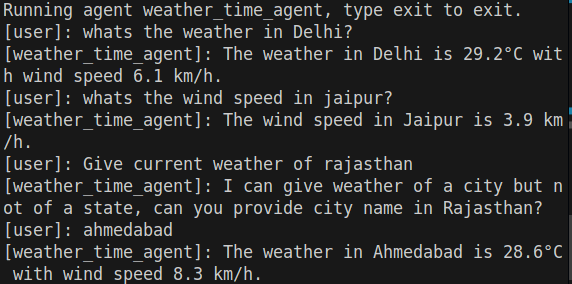 Running agent weather_time_agent, type exit to exit.
[user]: whats the weather in Delhi?
[weather_time_agent]: The weather in Delhi is 29.2°C wit
h wind speed 6.1 km/h.
[user]: whats the wind speed in jaipur?
[weather_time_agent]: The wind speed in Jaipur is 3.9 km
/h.
[user]: Give current weather of rajasthan
[weather_time_agent]: I can give weather of a city but n
ot of a state, can you provide city name in Rajasthan?
[user]: ahmedabad
[weather_time_agent]: The weather in Ahmedabad is 28.6°C
 with wind speed 8.3 km/h.